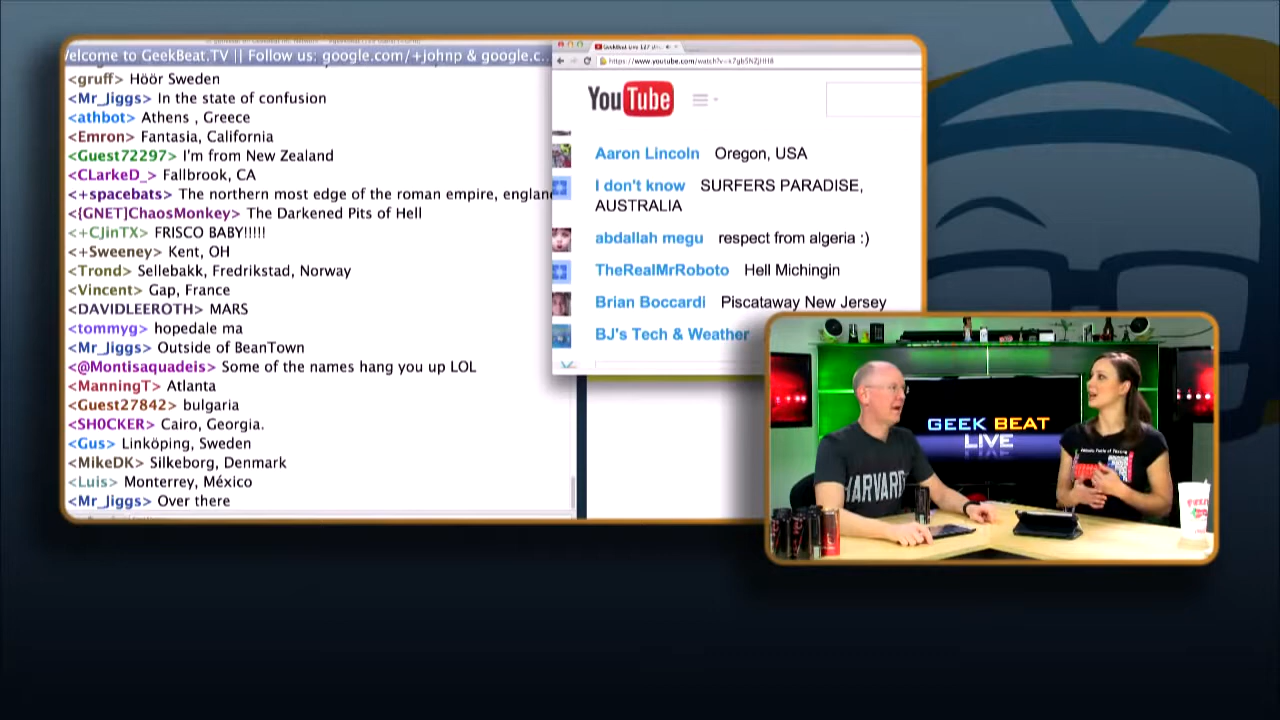 Welcome to GeekBeat.TV || Follow us: google.com/+johnp & google.c...
<gruff> Höör Sweden
<Mr_Jiggs> In the state of confusion
<athbot> Athens , Greece
<Emron> Fantasia, California
<Guest72297> I'm from New Zealand
<CLarkeD_> Fallbrook, CA
<+spacebats> The northern most edge of the roman empire, england
<{GNET]ChaosMonkey> The Darkened Pits of Hell
<+CJinTX> FRISCO BABY!!!!!
<+Sweeney> Kent, OH
<Trond> Sellebakk, Fredrikstad, Norway
<Vincent> Gap, France
<DAVIDLEEROTH> MARS
<tommyg> hopedale ma
<Mr_Jiggs> Outside of BeanTown
<@Montisaquadeis> Some of the names hang you up LOL
<ManningT> Atlanta
<Guest27842> bulgaria
<SH0CKER> Cairo, Georgia.
<Gus> Linköping, Sweden
<MikeDK> Silkeborg, Denmark
<Luis> Monterrey, México
<Mr_Jiggs> Over there
YouTube
Aaron Lincoln Oregon, USA
I don't know SURFERS PARADISE,
AUSTRALIA
abdallah megu respect from algeria :)
TheRealMrRoboto Hell Michingin
Brian Boccardi Piscataway New Jersey
BJ's Tech & Weather
GEEK BEAT
LIVE
HARVARD